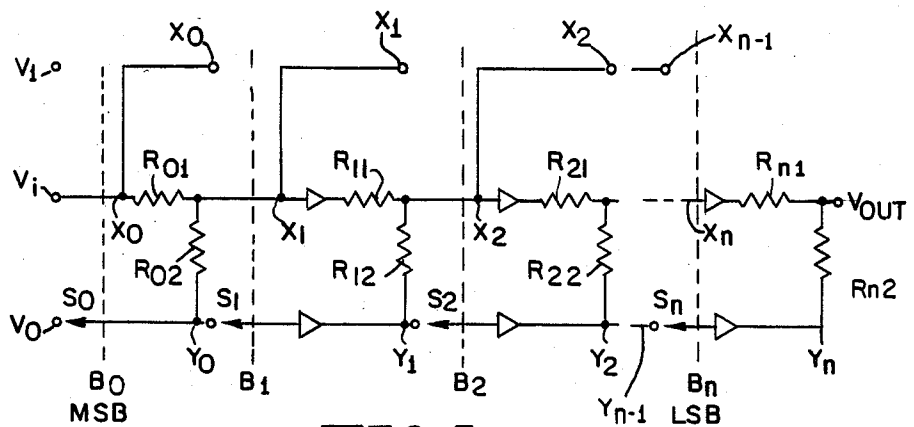 X0 X1 X2 Xn-1
V1
R01 R11 R21 Rn1
Vi VOUT
X0 X1 X2 Xn
R02 R12 R22 Rn2
S0 S1 S2 Sn
V0
Y0 Y1 Y2 Yn
B0 B1 B2 Yn-1 Bn
MSB LSB